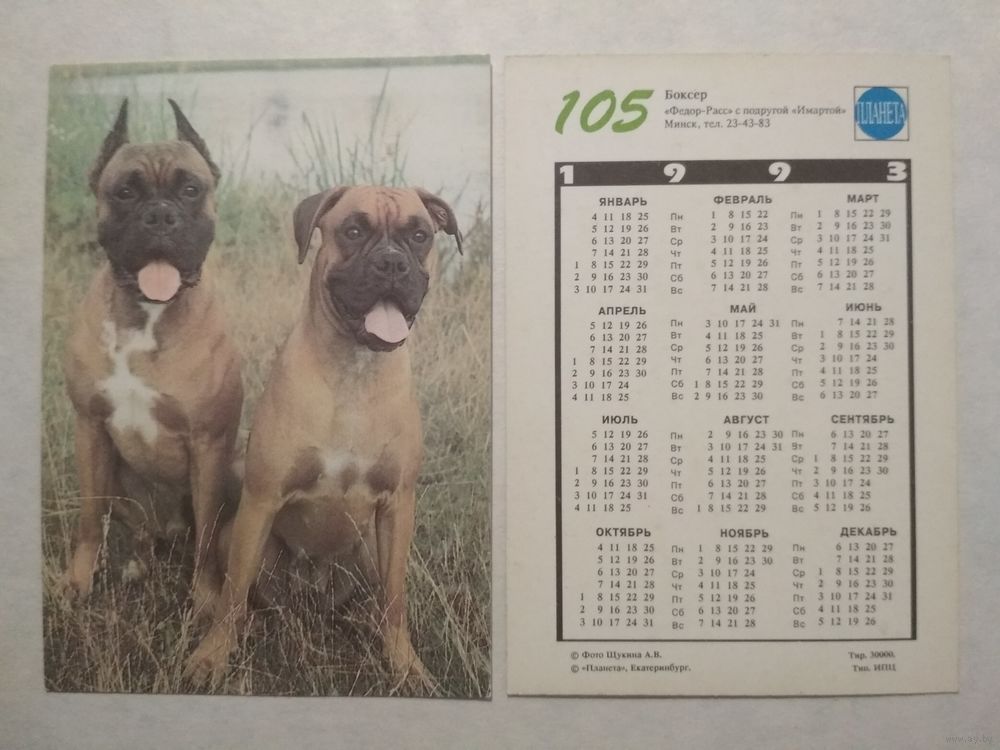 105
Боксер
«Федор-Расс» с подругой «Имартой»
Минск, тел. 23-43-83
ПЛАНЕТА
1 9 9 3
ЯНВАРЬ ФЕВРАЛЬ МАРТ
4 11 18 25 Пн 1 8 15 22 Пн 1 8 15 22 29
5 12 19 26 Вт 2 9 16 23 Вт 2 9 16 23 30
6 13 20 27 Ср 3 10 17 24 Ср 3 10 17 24 31
7 14 21 28 Чт 4 11 18 25 Чт 4 11 18 25
1 8 15 22 29 Пт 5 12 19 26 Пт 5 12 19 26
2 9 16 23 30 Сб 6 13 20 27 Сб 6 13 20 27
3 10 17 24 31 Вс 7 14 21 28 Вс 7 14 21 28
АПРЕЛЬ МАЙ ИЮНЬ
5 12 19 26 Пн 3 10 17 24 31 Пн 7 14 21 28
6 13 20 27 Вт 4 11 18 25 Вт 1 8 15 22 29
7 14 21 28 Ср 5 12 19 26 Ср 2 9 16 23 30
1 8 15 22 29 Чт 6 13 20 27 Чт 3 10 17 24
2 9 16 23 30 Пт 7 14 21 28 Пт 4 11 18 25
3 10 17 24 Сб 1 8 15 22 29 Сб 5 12 19 26
4 11 18 25 Вс 2 9 16 23 30 Вс 6 13 20 27
ИЮЛЬ АВГУСТ СЕНТЯБРЬ
5 12 19 26 Пн 2 9 16 23 30 Пн 6 13 20 27
6 13 20 27 Вт 3 10 17 24 31 Вт 7 14 21 28
7 14 21 28 Ср 4 11 18 25 Ср 1 8 15 22 29
1 8 15 22 29 Чт 5 12 19 26 Чт 2 9 16 23 30
2 9 16 23 30 Пт 6 13 20 27 Пт 3 10 17 24
3 10 17 24 31 Сб 7 14 21 28 Сб 4 11 18 25
4 11 18 25 Вс 1 8 15 22 29 Вс 5 12 19 26
ОКТЯБРЬ НОЯБРЬ ДЕКАБРЬ
4 11 18 25 Пн 1 8 15 22 29 Пн 6 13 20 27
5 12 19 26 Вт 2 9 16 23 30 Вт 7 14 21 28
6 13 20 27 Ср 3 10 17 24 Ср 1 8 15 22 29
7 14 21 28 Чт 4 11 18 25 Чт 2 9 16 23 30
1 8 15 22 29 Пт 5 12 19 26 Пт 3 10 17 24 31
2 9 16 23 30 Сб 6 13 20 27 Сб 4 11 18 25
3 10 17 24 31 Вс 7 14 21 28 Вс 5 12 19 26
© Фото Щукина А.В. Тир. 30000.
© «Планета», Екатеринбург. Тип. ИПЦ
www.ay.by